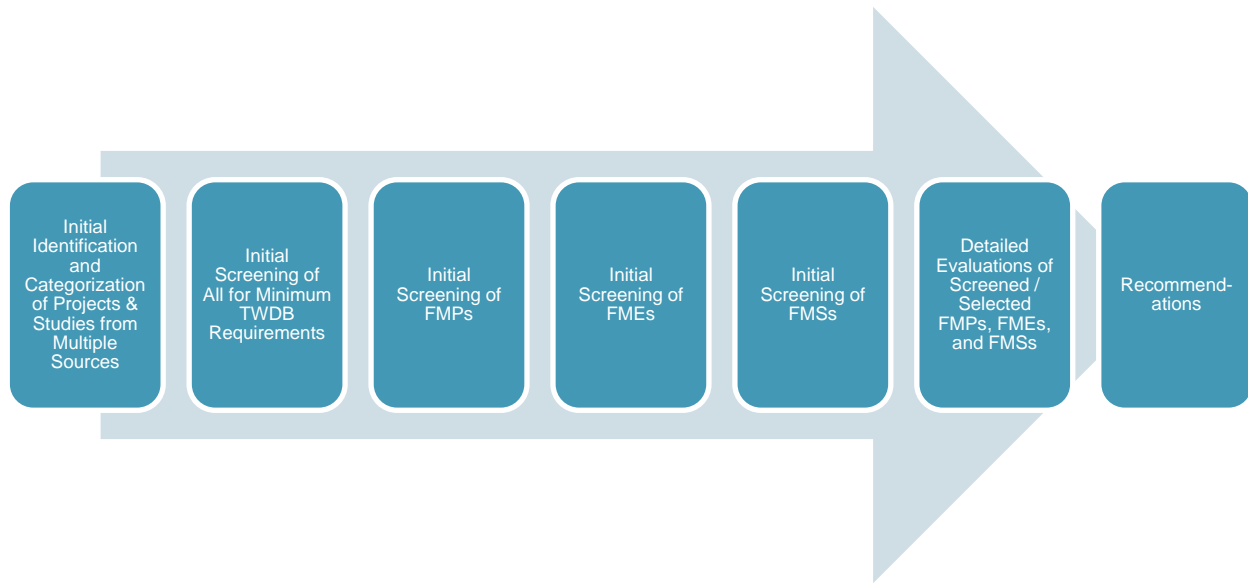 Initial
Identification
and
Categorization
of Projects &
Studies from
Multiple
Sources
Initial
Screening of
All for Minimum
TWDB
Requirements
Initial
Screening of
FMPs
Initial
Screening of
FMEs
Initial
Screening of
FMSs
Detailed
Evaluations of
Screened /
Selected
FMPs, FMEs,
and FMSs
Recommend-
ations